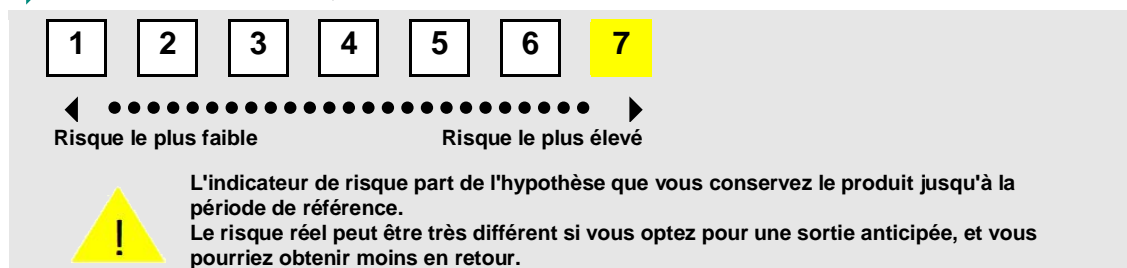 1 2 3 4 5 6 7
Risque le plus faible Risque le plus élevé
L'indicateur de risque part de l'hypothèse que vous conservez le produit jusqu'à la
période de référence.
! Le risque réel peut être très différent si vous optez pour une sortie anticipée, et vous
pourriez obtenir moins en retour.